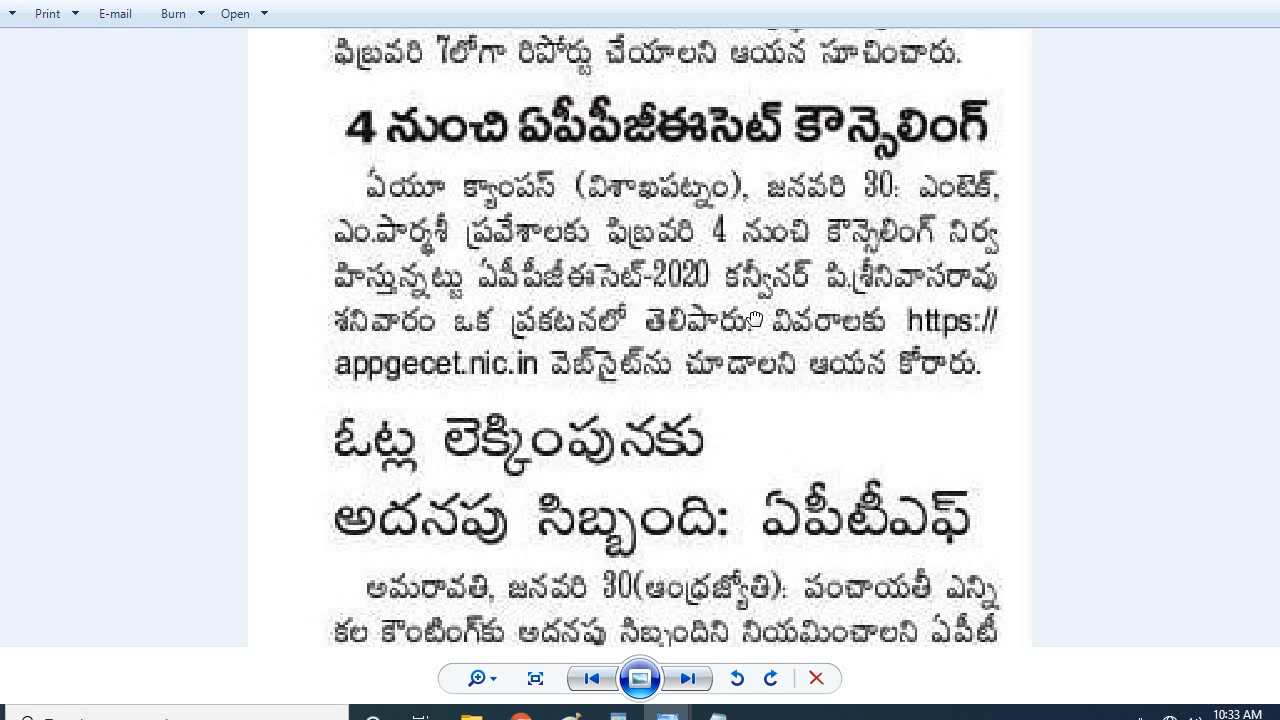 Print E-mail Burn Open
ఫిబ్రవరి 7లోగా రిపోర్టు చేయాలని ఆయన సూచించారు.
4 నుంచి ఏపీపీజీఈసెట్ కౌన్సెలింగ్
ఏయూ క్యాంపస్ (విశాఖపట్నం), జనవరి 30: ఎంటెక్,
ఎం.పార్మశీ ప్రవేశాలకు ఫిబ్రవరి 4 నుంచి కౌన్సెలింగ్ నిర్వ
హిస్తున్నట్టు ఏపీపీజీఈసెట్-2020 కన్వీనర్ పి.శ్రీనివాసరావు
శనివారం ఒక ప్రకటనలో తెలిపారు. వివరాలకు https://
appgecet.nic.in వెబ్‌సైట్‌ను చూడాలని ఆయన కోరారు.
ఓట్ల లెక్కింపునకు
అదనపు సిబ్బంది: ఏపీటీఎఫ్
అమరావతి, జనవరి 30(ఆంధ్రజ్యోతి): పంచాయతీ ఎన్ని
కల కౌంటింగ్‌కు అదనపు సిబ్బందిని నియమించాలని ఏపీటీ
10:33 AM